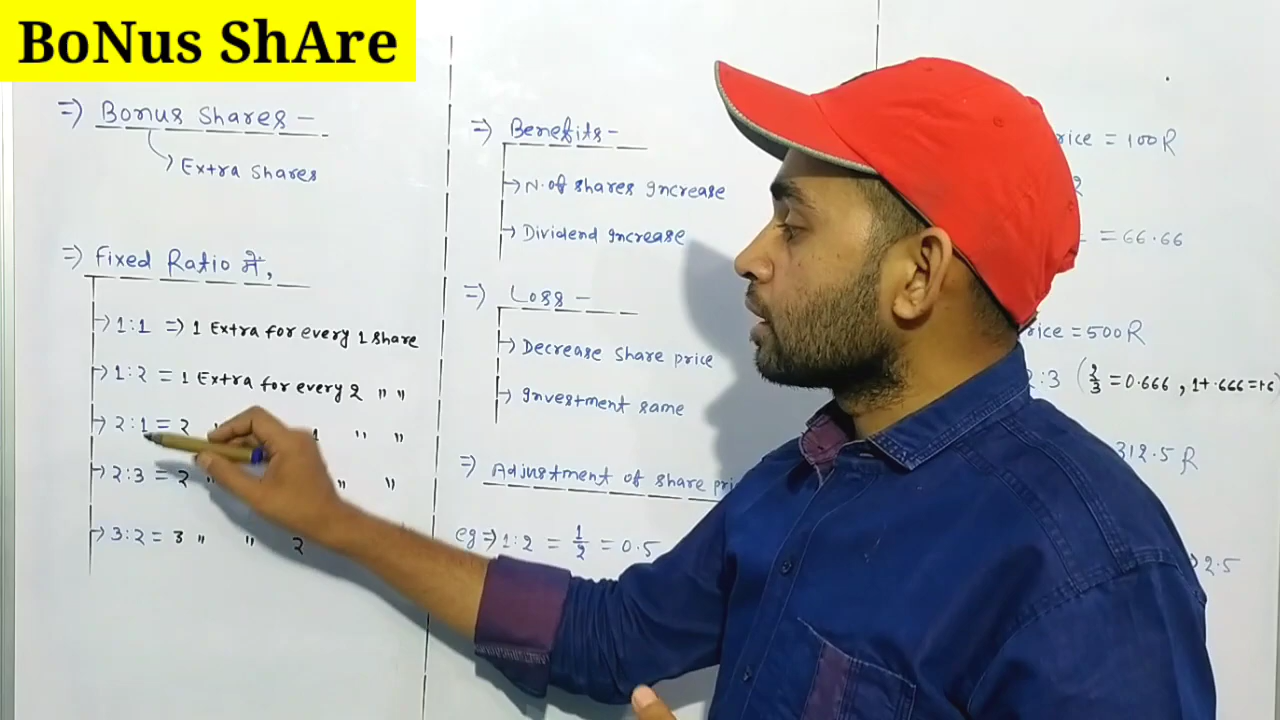 BoNus ShAre
=> Bonus Shares -
Extra Shares
=> Fixed Ratio में,
1:1 => 1 Extra for every 1 share
1:2 = 1 Extra for every 2 " "
2:1 = 2 " 1 " "
2:3 = 2 " " "
3:2 = 3 " " 2
=> Benefits -
N. of shares Increase
Dividend Increase
=> Loss -
Decrease Share price
Investment same
=> Adjustment of share pri
eg => 1:2 = 1/2 = 0.5
rice = 100R
2
= 66.66
rice = 500R
2:3 (2/3 = 0.666 , 1+.666=1.6
312.5 R
2.5